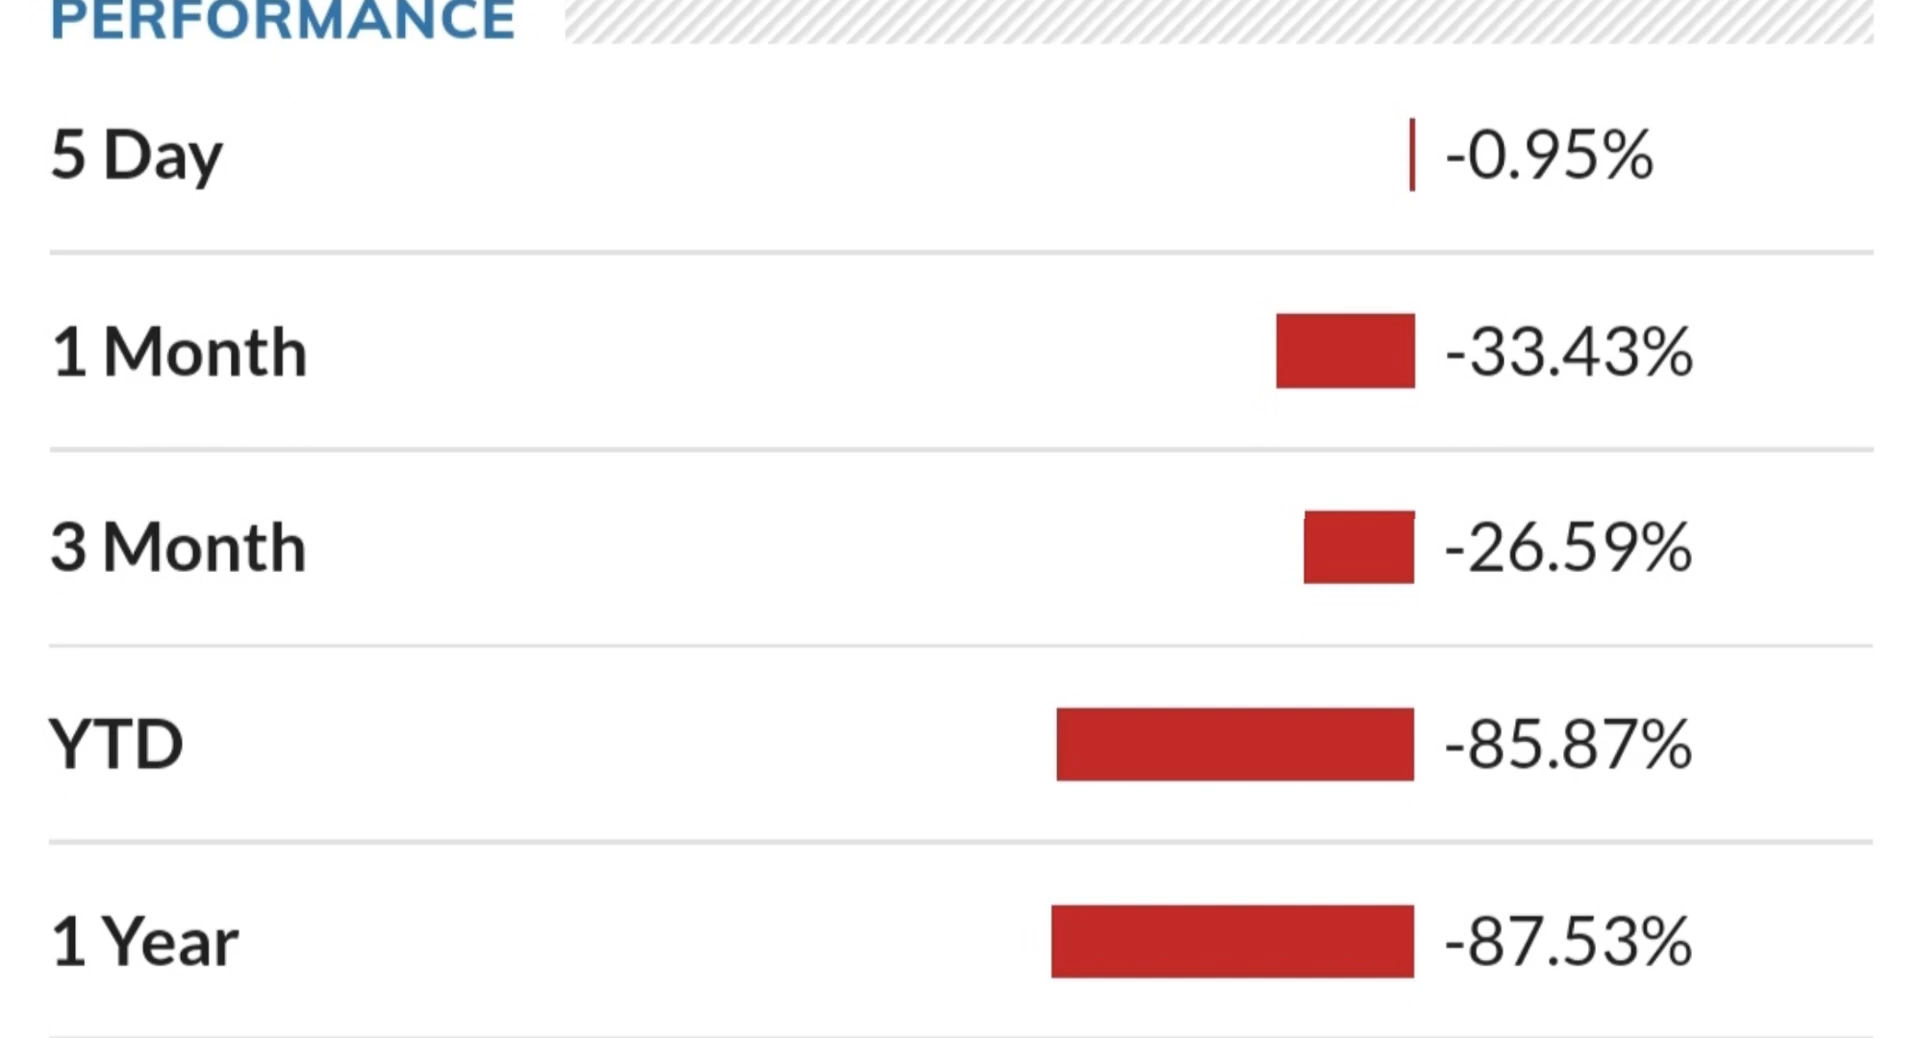 PERFORMANCE
5 Day -0.95%
1 Month -33.43%
3 Month -26.59%
YTD -85.87%
1 Year -87.53%